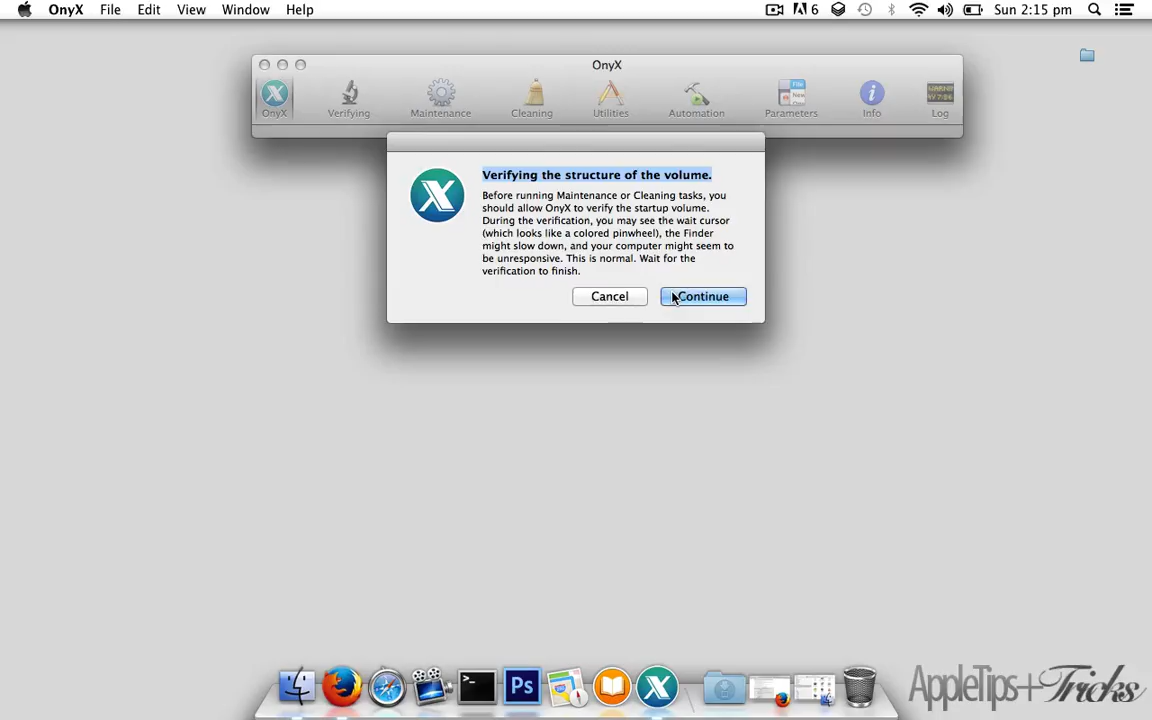 OnyX File Edit View Window Help 6 Sun 2:15 pm
OnyX
OnyX Verifying Maintenance Cleaning Utilities Automation Parameters Info Log
Verifying the structure of the volume.
Before running Maintenance or Cleaning tasks, you
should allow OnyX to verify the startup volume.
During the verification, you may see the wait cursor
(which looks like a colored pinwheel), the Finder
might slow down, and your computer might seem to
be unresponsive. This is normal. Wait for the
verification to finish.
Cancel Continue
Ps
AppleTips+Tricks